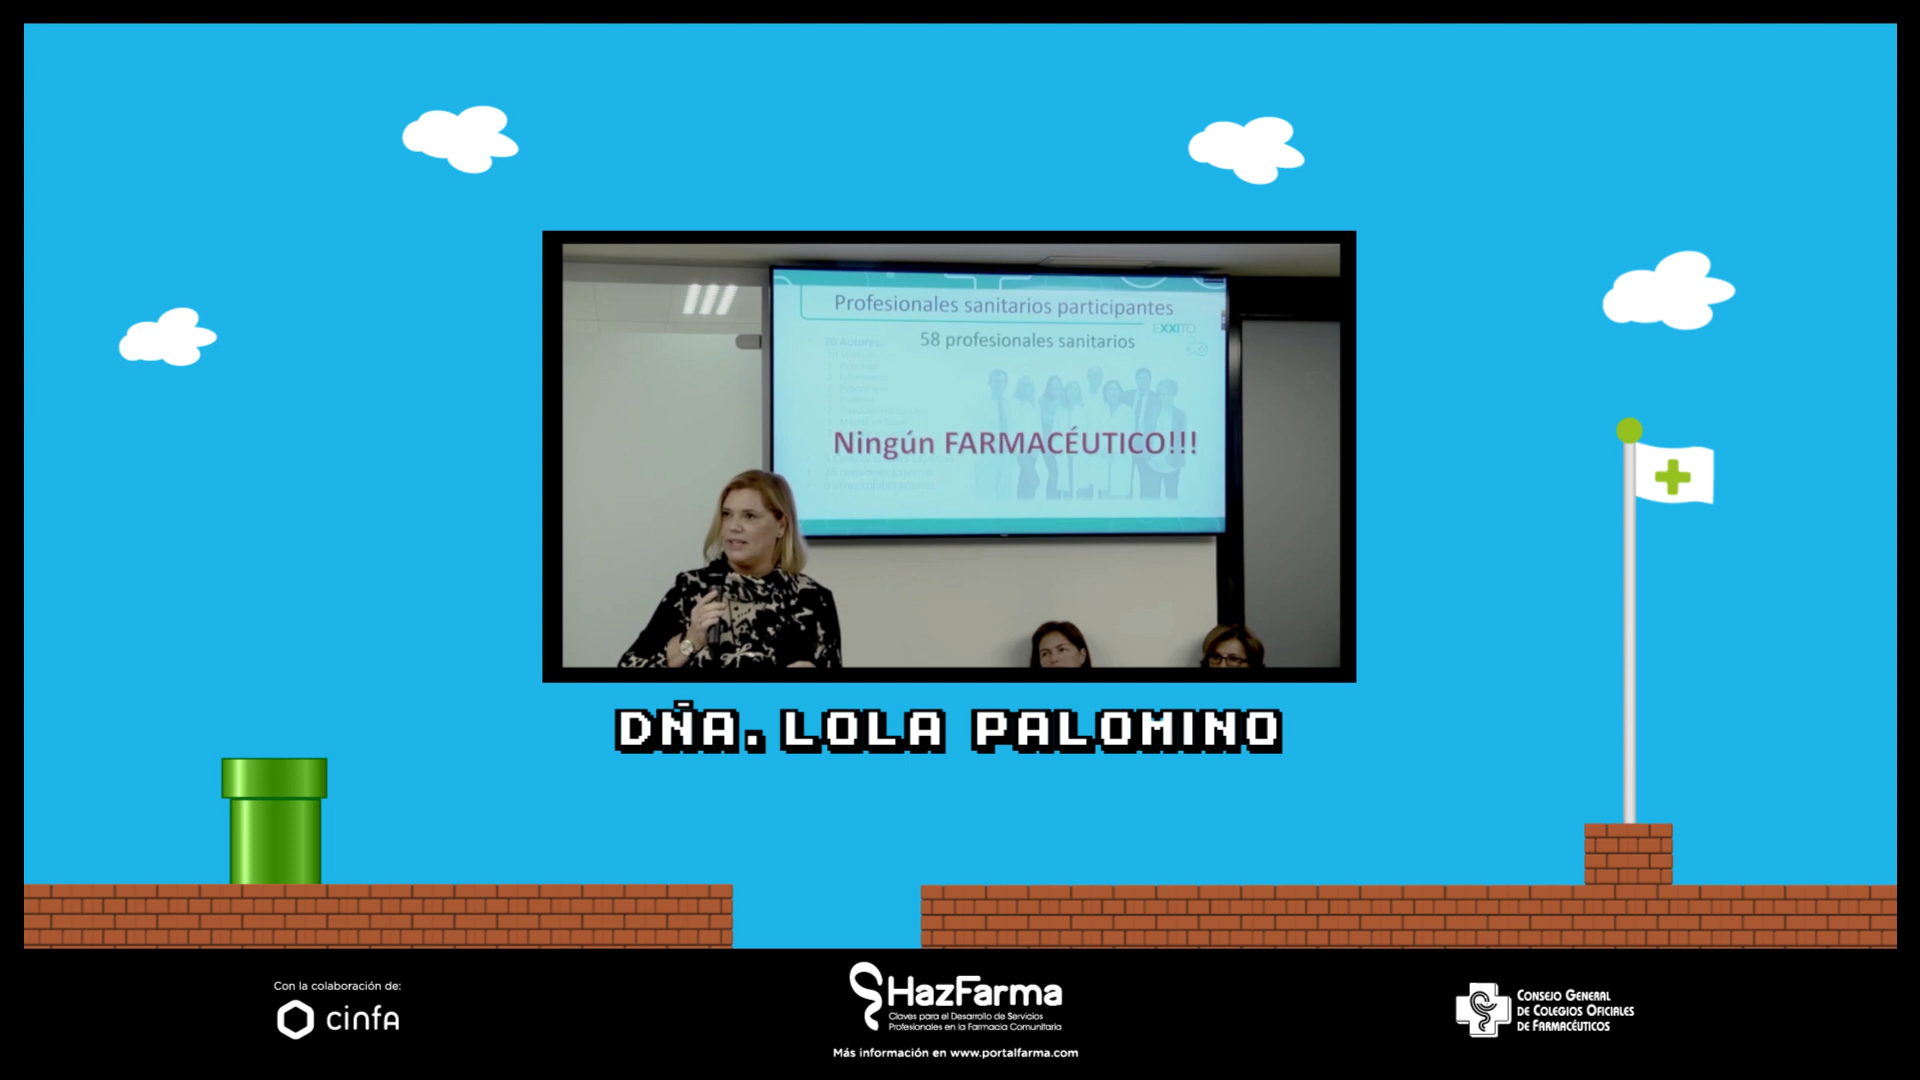 Profesionales sanitarios participantes
EXXITO
58 profesionales sanitarios
20 Autores.
Ningún FARMACÉUTICO!!!
DÑA. LOLA PALOMINO
Con la colaboración de:
cinfa
HazFarma
Claves para el Desarrollo de Servicios
Profesionales en la Farmacia Comunitaria
Más información en www.portalfarma.com
CONSEJO GENERAL
DE COLEGIOS OFICIALES
DE FARMACÉUTICOS